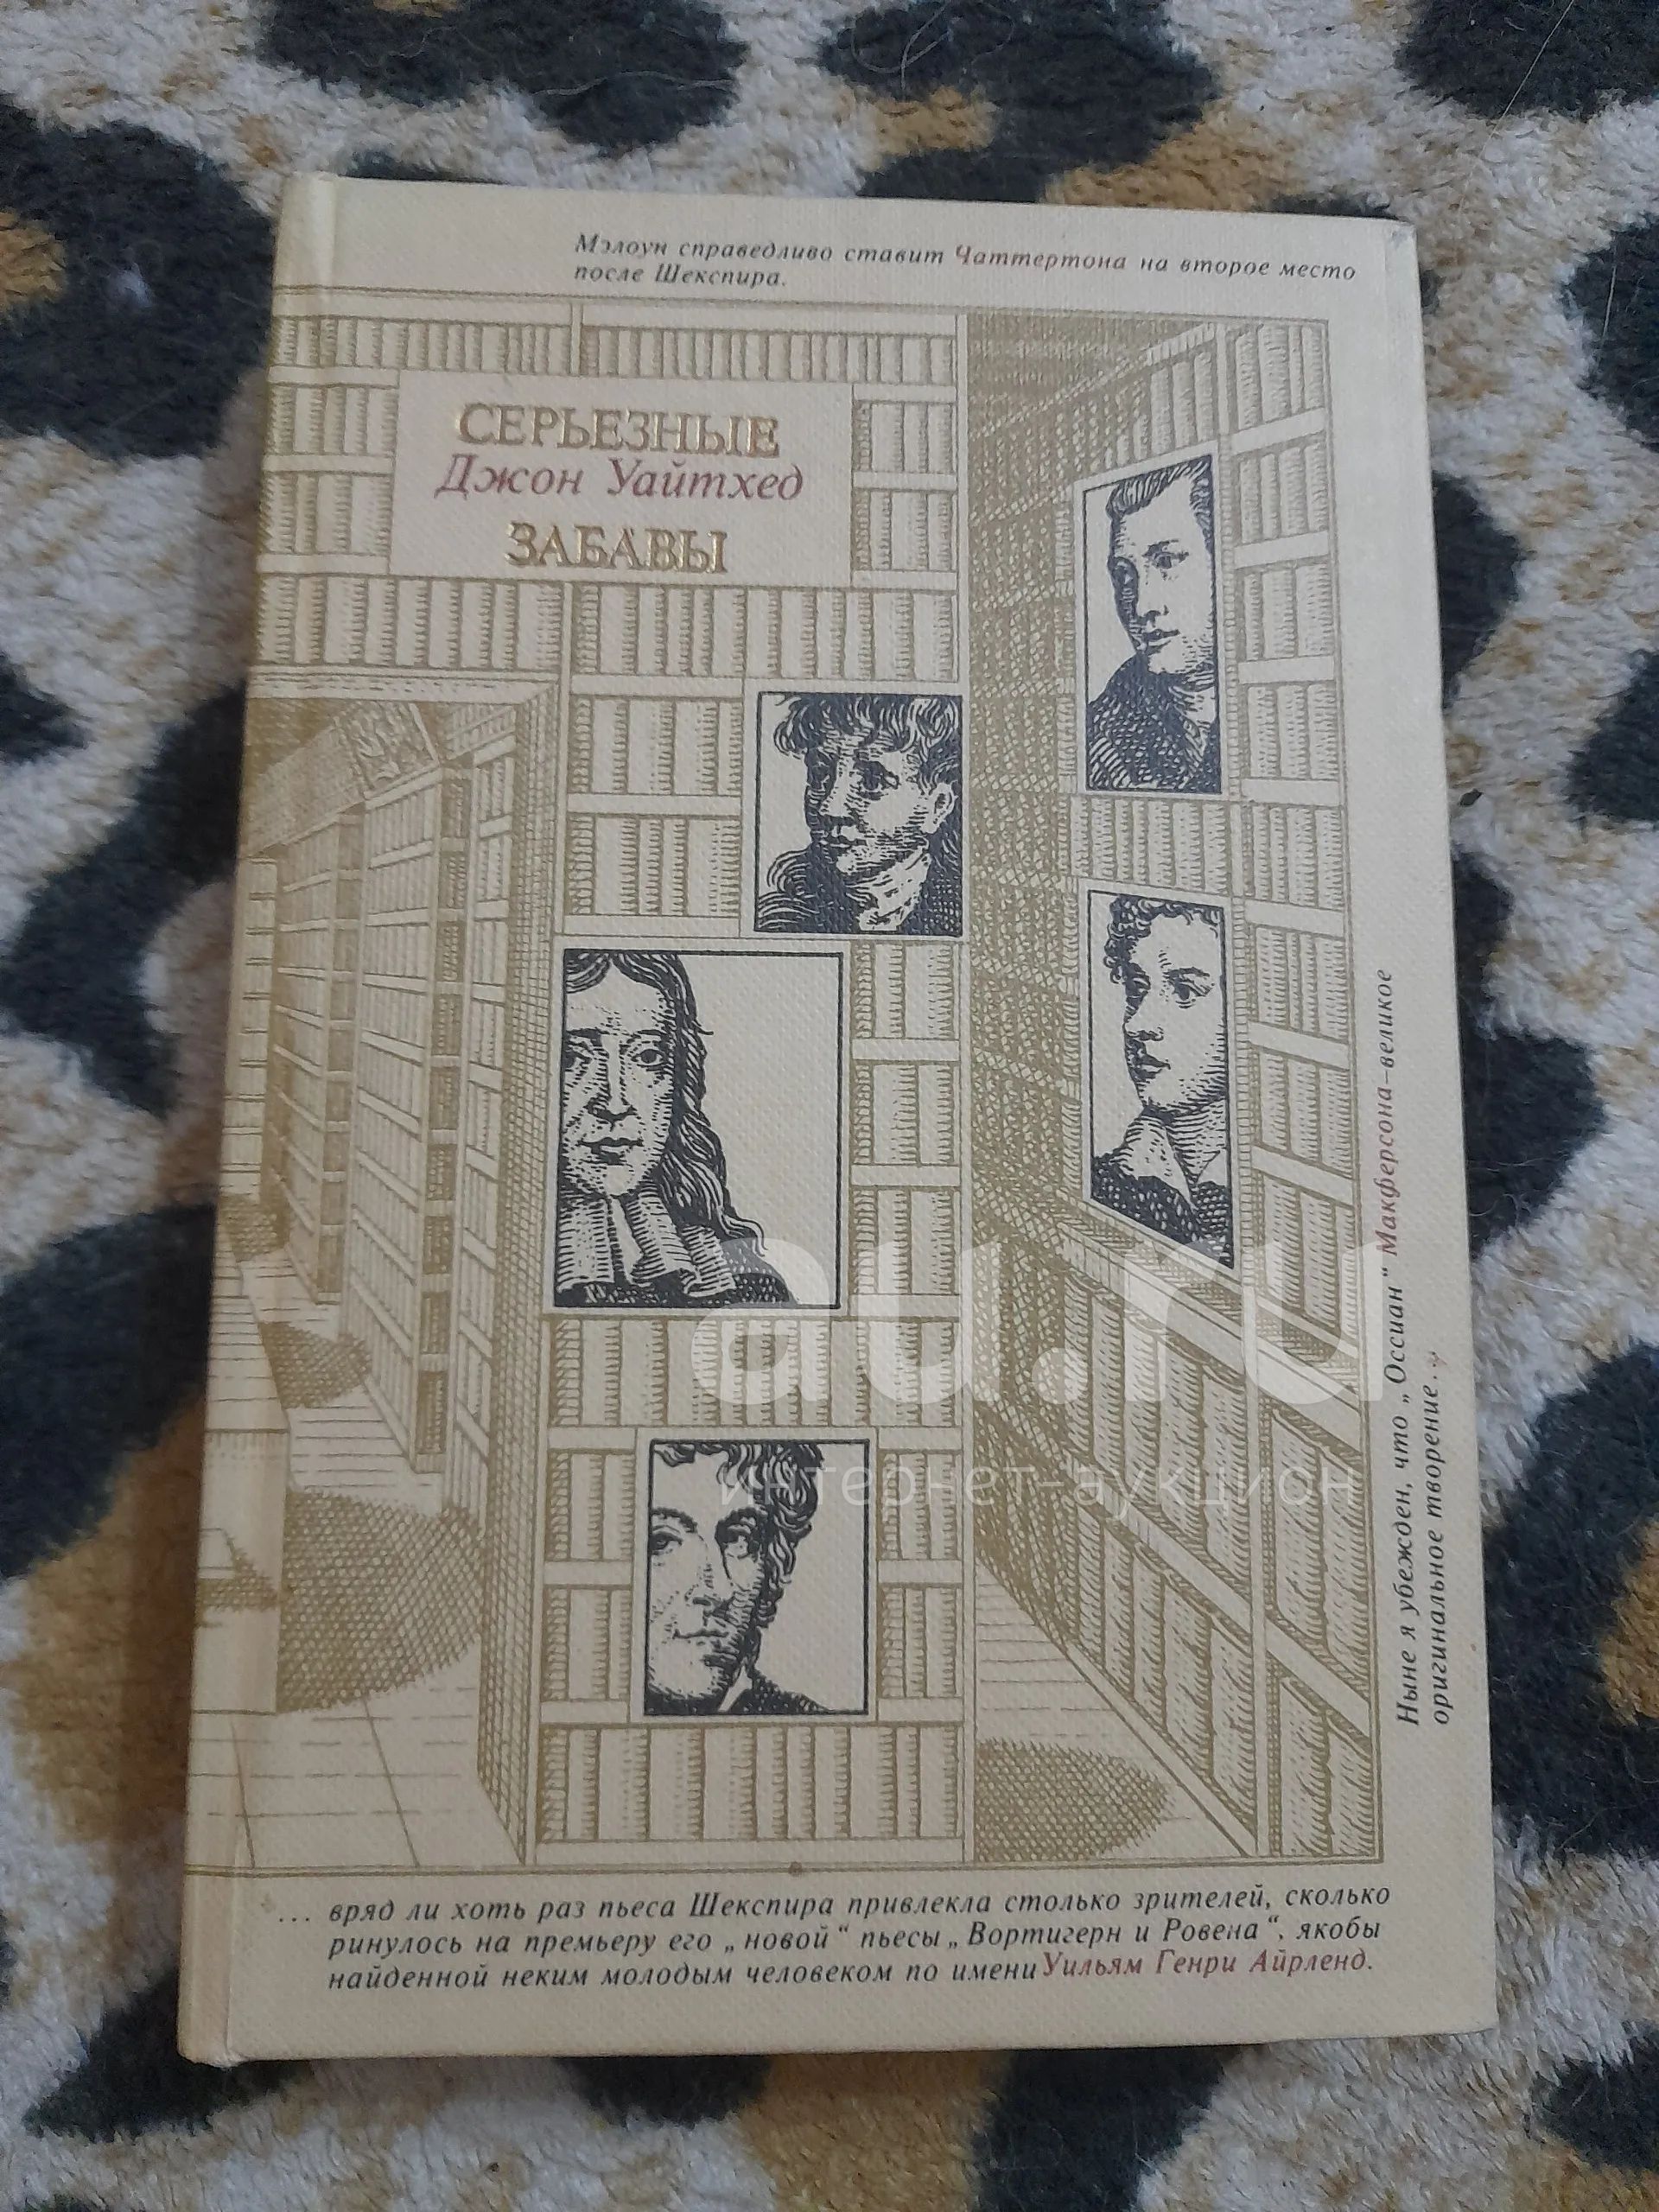 Мэлоун справедливо ставит Чаттертона на второе место
после Шекспира.
СЕРЬЕЗНЫЕ
Джон Уайтхед
ЗАБАВЫ
Ныне я убежден, что „Оссиан“ Макферсона–великое
оригинальное творение...
... вряд ли хоть раз пьеса Шекспира привлекла столько зрителей, сколько
ринулось на премьеру его „новой“ пьесы „Вортигерн и Ровена“, якобы
найденной неким молодым человеком по имени Уильям Генри Айрленд.
au.ru
интернет-аукцион